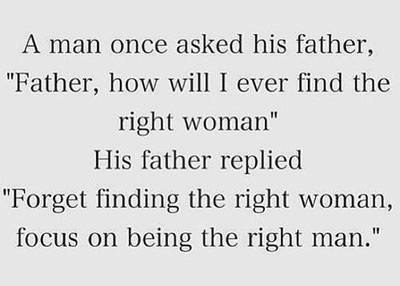 A man once asked his father,
"Father, how will I ever find the
right woman"
His father replied
"Forget finding the right woman,
focus on being the right man."